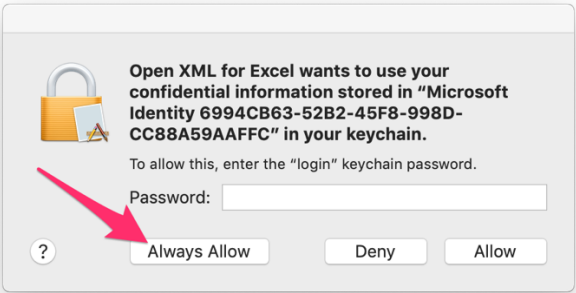 Open XML for Excel wants to use your
confidential information stored in “Microsoft
Identity 6994CB63-52B2-45F8-998D-
CC88A59AAFFC” in your keychain.
To allow this, enter the “login” keychain password.
Password:
?
Always Allow
Deny
Allow